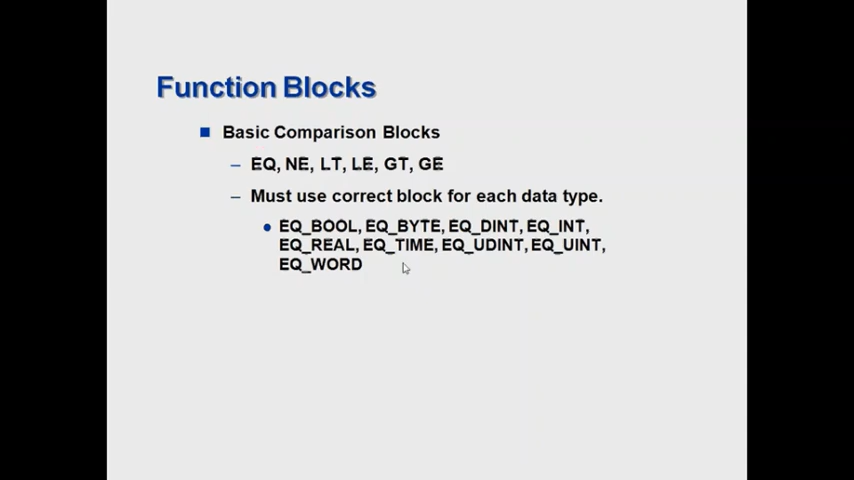 Function Blocks
Basic Comparison Blocks
– EQ, NE, LT, LE, GT, GE
– Must use correct block for each data type.
EQ_BOOL, EQ_BYTE, EQ_DINT, EQ_INT,
EQ_REAL, EQ_TIME, EQ_UDINT, EQ_UINT,
EQ_WORD